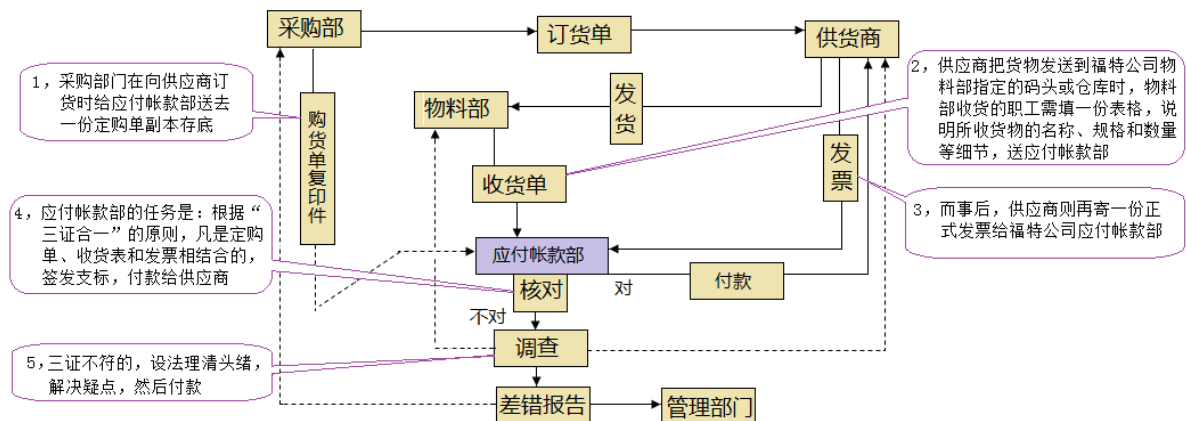 采购部
订货单
供货商
1，采购部门在向供应商订
货时给应付帐款部送去
一份定购单副本存底
购货单复印件
物料部
发货
2，供应商把货物发送到福特公司物
料部指定的码头或仓库时，物料
部收货的职工需填一份表格，说
明所收货物的名称、规格和数量
等细节，送应付帐款部
收货单
发票
3，而事后，供应商则再寄一份正
式发票给福特公司应付帐款部
4，应付帐款部的任务是：根据“
三证合一”的原则，凡是定购
单、收货表和发票相结合的，
签发支标，付款给供应商
应付帐款部
核对
对
付款
不对
调查
5，三证不符的，设法理清头绪，
解决疑点，然后付款
差错报告
管理部门